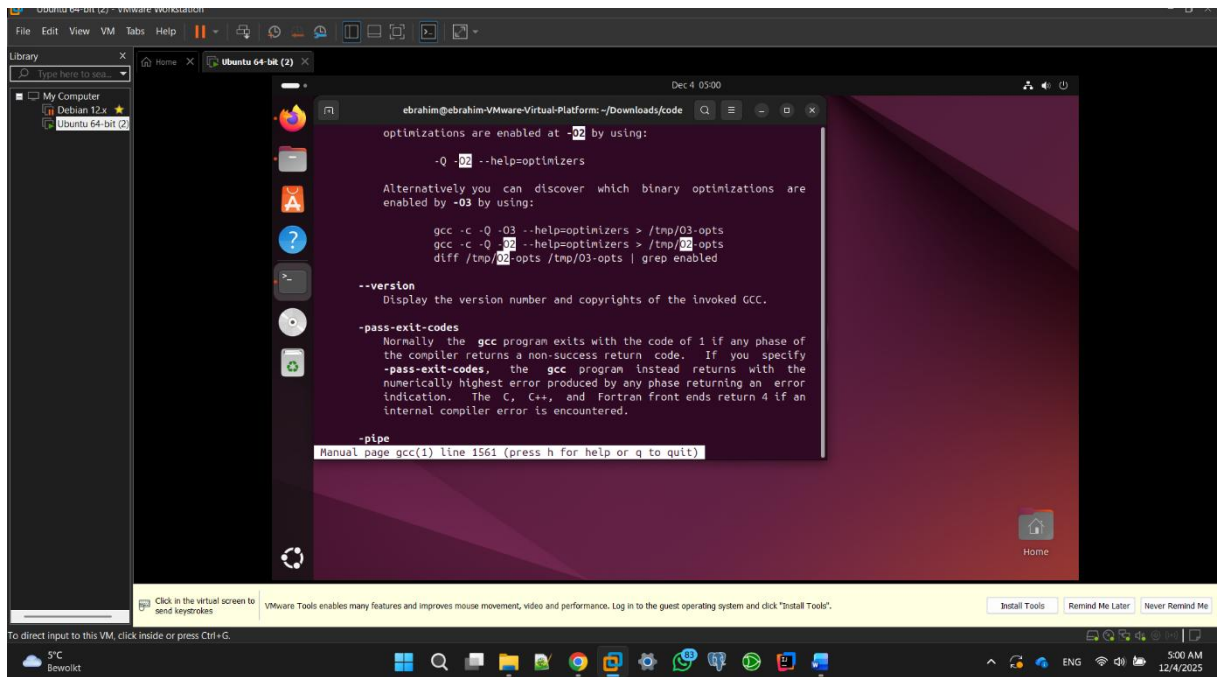 Ubuntu 64-bit (2) - VMware Workstation
File Edit View VM Tabs Help
Library X
Type here to sea...
My Computer
Debian 12.x
Ubuntu 64-bit (2)
Home X Ubuntu 64-bit (2) X
Dec 4 05:00
ebrahim@ebrahim-VMware-Virtual-Platform: ~/Downloads/code
optimizations are enabled at -O2 by using:
-Q -O2 --help=optimizers
Alternatively you can discover which binary optimizations are
enabled by -O3 by using:
gcc -c -Q -O3 --help=optimizers > /tmp/O3-opts
gcc -c -Q -O2 --help=optimizers > /tmp/O2-opts
diff /tmp/O2-opts /tmp/O3-opts | grep enabled
--version
Display the version number and copyrights of the invoked GCC.
-pass-exit-codes
Normally the gcc program exits with the code of 1 if any phase of
the compiler returns a non-success return code. If you specify
-pass-exit-codes, the gcc program instead returns with the
numerically highest error produced by any phase returning an error
indication. The C, C++, and Fortran front ends return 4 if an
internal compiler error is encountered.
-pipe
Manual page gcc(1) line 1561 (press h for help or q to quit)
Home
Click in the virtual screen to
send keystrokes
VMware Tools enables many features and improves mouse movement, video and performance. Log in to the guest operating system and click "Install Tools".
Install Tools Remind Me Later Never Remind Me
To direct input to this VM, click inside or press Ctrl+G.
5°C
Bewolkt
83
ENG
5:00 AM
12/4/2025